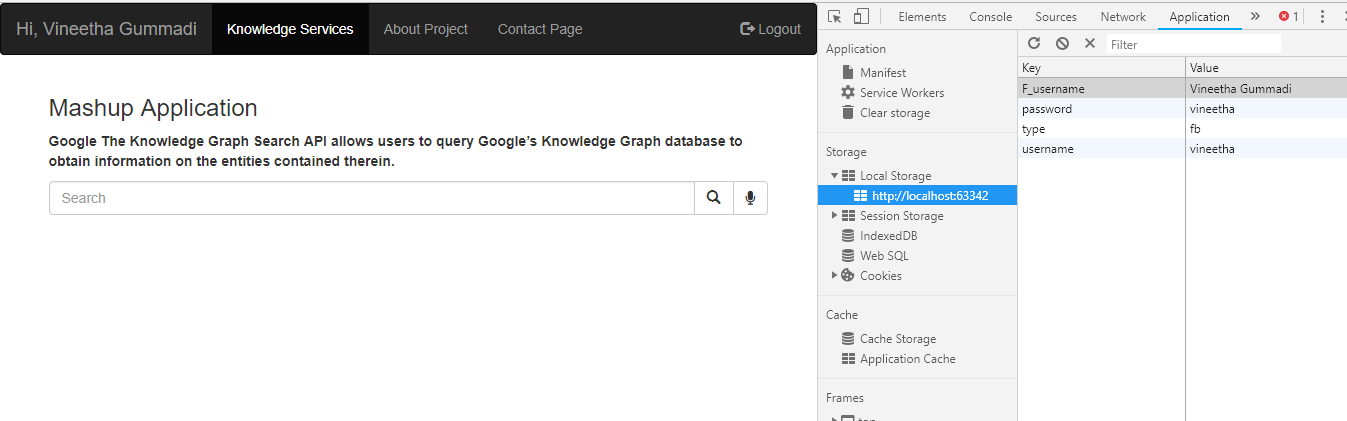 Hi, Vineetha Gummadi Knowledge Services About Project Contact Page Logout
Mashup Application
Google The Knowledge Graph Search API allows users to query Google’s Knowledge Graph database to
obtain information on the entities contained therein.
Search
Elements Console Sources Network Application » 1
Application
Manifest
Service Workers
Clear storage
Storage
Local Storage
http://localhost:63342
Session Storage
IndexedDB
Web SQL
Cookies
Cache
Cache Storage
Application Cache
Frames
top
Filter
Key Value
F_username Vineetha Gummadi
password vineetha
type fb
username vineetha